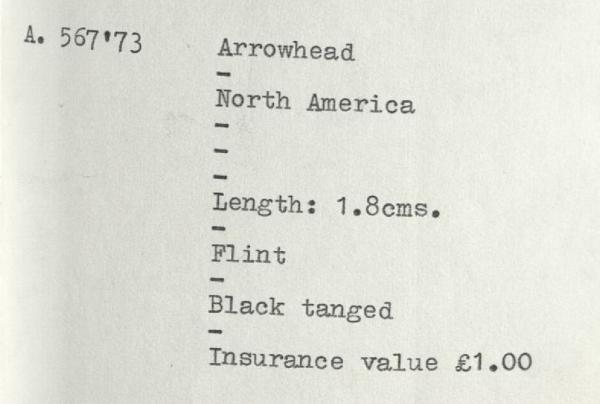 A. 567'73 Arrowhead
-
North America
-
-
-
Length: 1.8cms.
-
Flint
-
Black tanged
-
Insurance value £1.00